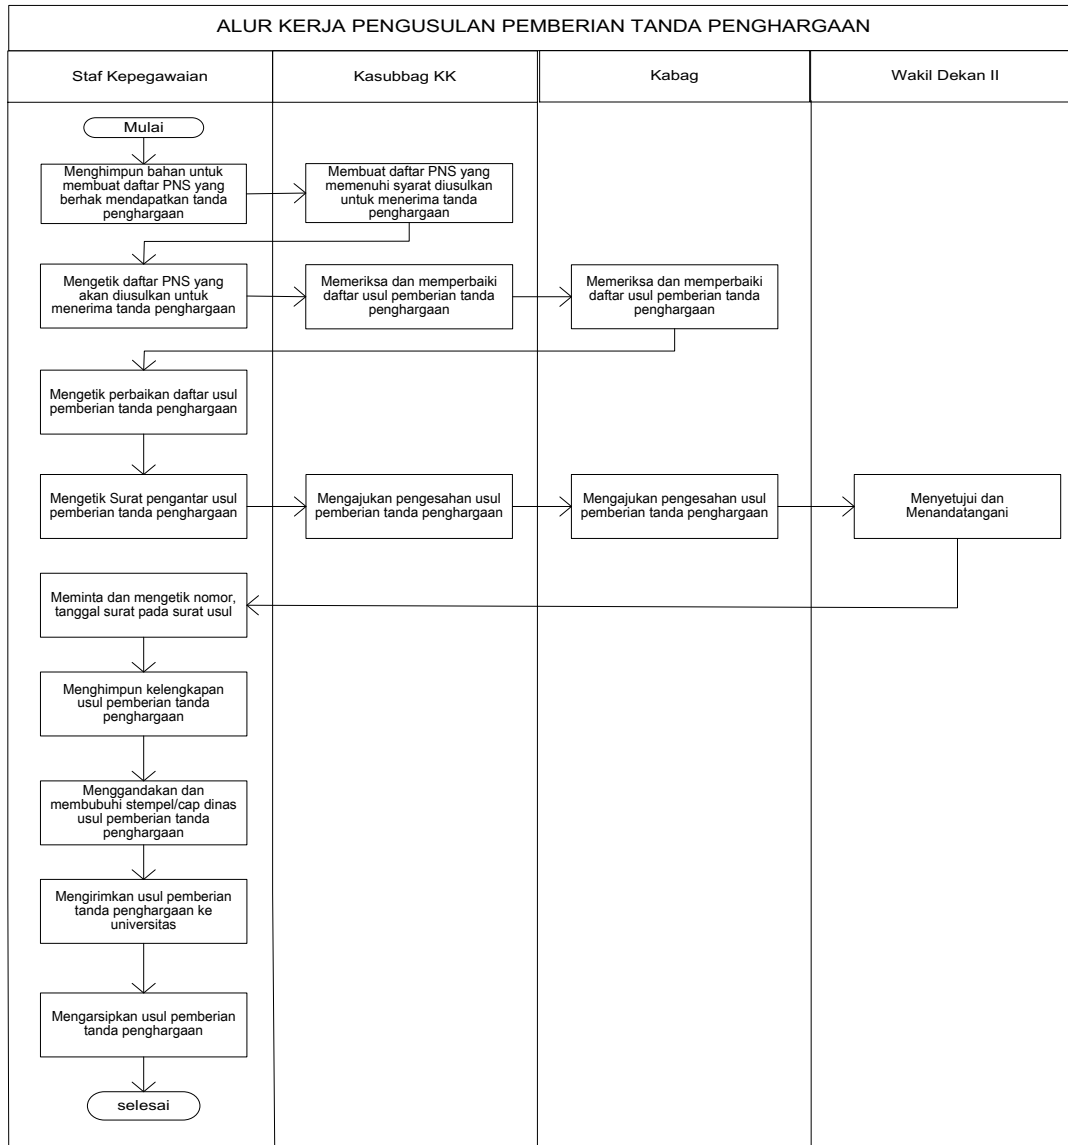 ALUR KERJA PENGUSULAN PEMBERIAN TANDA PENGHARGAAN
Staf Kepegawaian
Kasubbag KK
Kabag
Wakil Dekan II
Mulai
Menghimpun bahan untuk
membuat daftar PNS yang
berhak mendapatkan tanda
penghargaan
Membuat daftar PNS yang
memenuhi syarat diusulkan
untuk menerima tanda
penghargaan
Mengetik daftar PNS yang
akan diusulkan untuk
menerima tanda penghargaan
Memeriksa dan memperbaiki
daftar usul pemberian tanda
penghargaan
Memeriksa dan memperbaiki
daftar usul pemberian tanda
penghargaan
Mengetik perbaikan daftar usul
pemberian tanda penghargaan
Mengetik Surat pengantar usul
pemberian tanda penghargaan
Mengajukan pengesahan usul
pemberian tanda penghargaan
Mengajukan pengesahan usul
pemberian tanda penghargaan
Menyetujui dan
Menandatangani
Meminta dan mengetik nomor,
tanggal surat pada surat usul
Menghimpun kelengkapan
usul pemberian tanda
penghargaan
Menggandakan dan
membubuhi stempel/cap dinas
usul pemberian tanda
penghargaan
Mengirimkan usul pemberian
tanda penghargaan ke
universitas
Mengarsipkan usul pemberian
tanda penghargaan
selesai